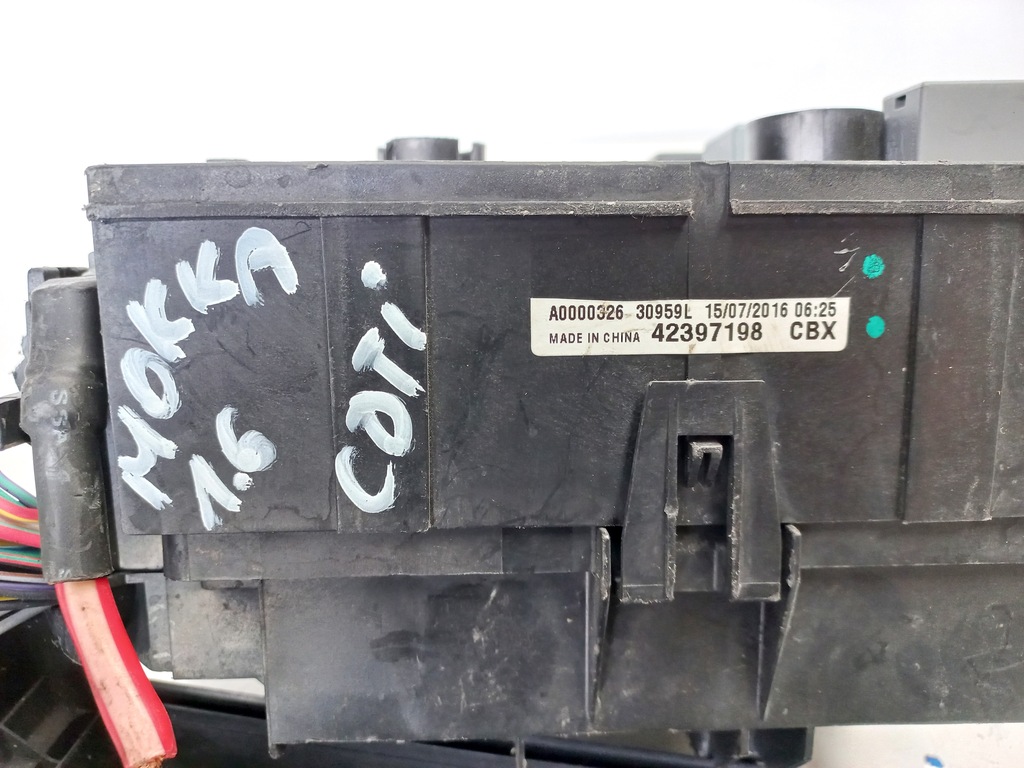 A0000326 30959L 15/07/2016 06:25
MADE IN CHINA 42397198 CBX
MOKKA
1.6
CDTI